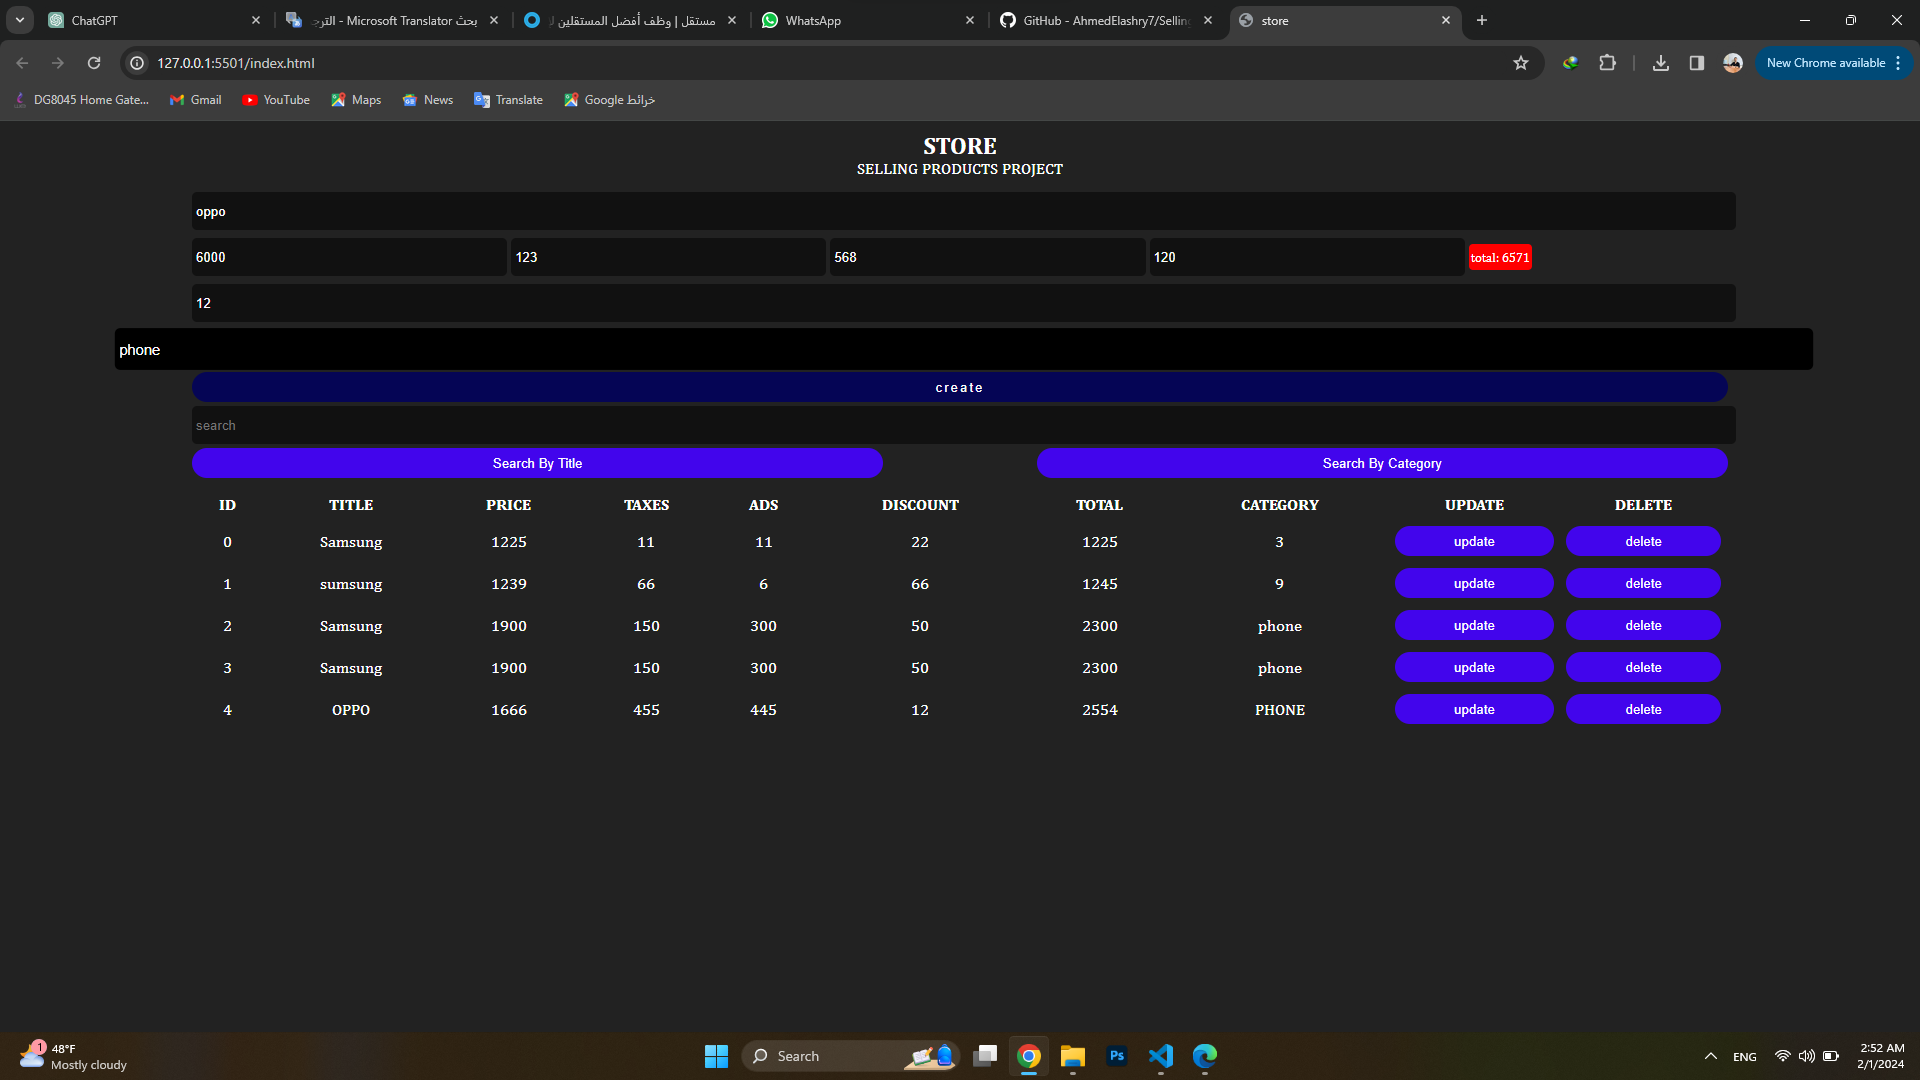 ChatGPT
بحث Microsoft Translator - الترجـ
مستقل | وظف أفضل المستقلين لـ
WhatsApp
GitHub - AhmedElashry7/Selling
store
127.0.0.1:5501/index.html
New Chrome available
DG8045 Home Gate...
Gmail
YouTube
Maps
News
Translate
Google خرائط
STORE
SELLING PRODUCTS PROJECT
oppo
6000 123 568 120 total: 6571
12
phone
create
search
Search By Title Search By Category
ID TITLE PRICE TAXES ADS DISCOUNT TOTAL CATEGORY UPDATE DELETE
0 Samsung 1225 11 11 22 1225 3 update delete
1 sumsung 1239 66 6 66 1245 9 update delete
2 Samsung 1900 150 300 50 2300 phone update delete
3 Samsung 1900 150 300 50 2300 phone update delete
4 OPPO 1666 455 445 12 2554 PHONE update delete
1
48°F
Mostly cloudy
Search
Ps
ENG
2:52 AM
2/1/2024